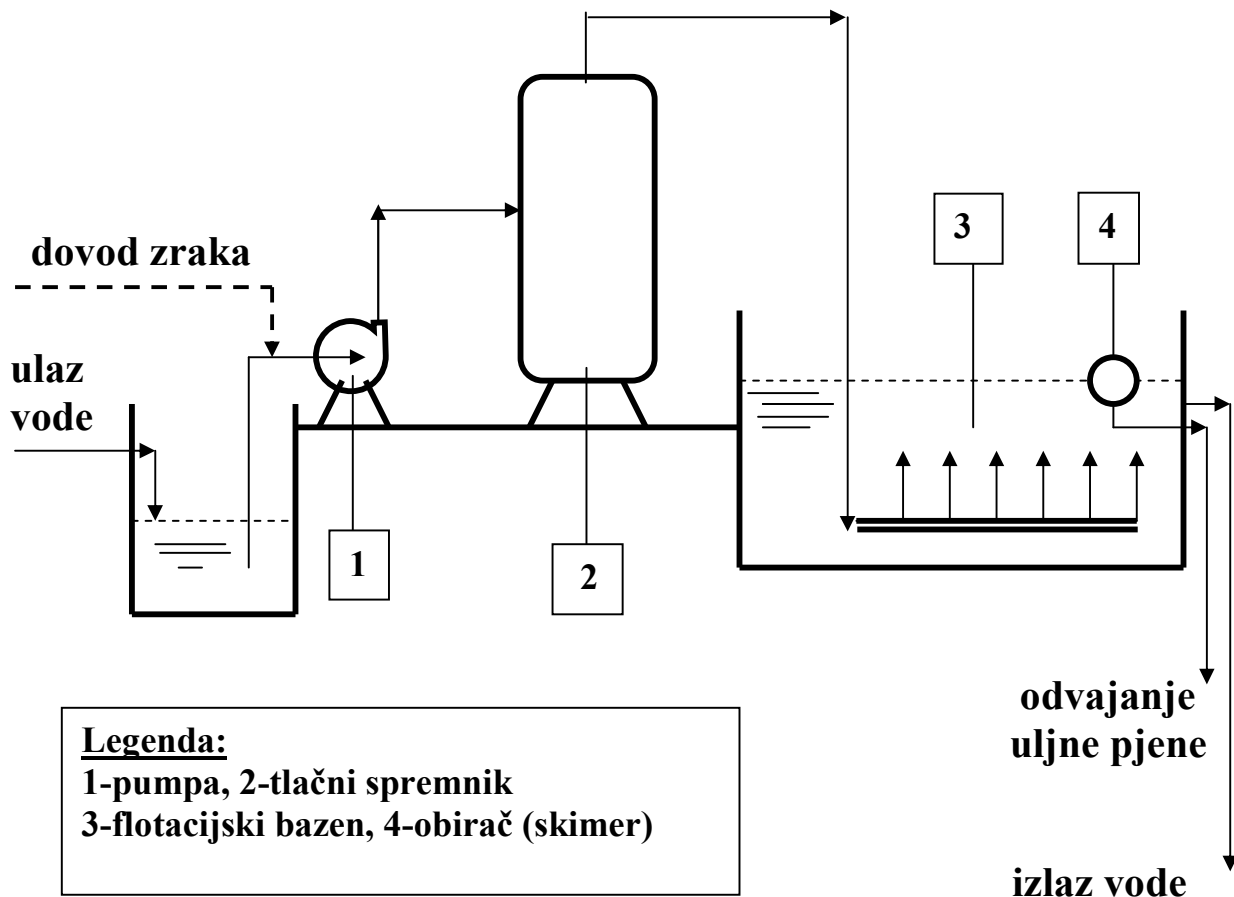 dovod zraka
ulaz
vode
1
2
3
4
odvajanje
uljne pjene
izlaz vode
Legenda:
1-pumpa, 2-tlačni spremnik
3-flotacijski bazen, 4-obirač (skimer)